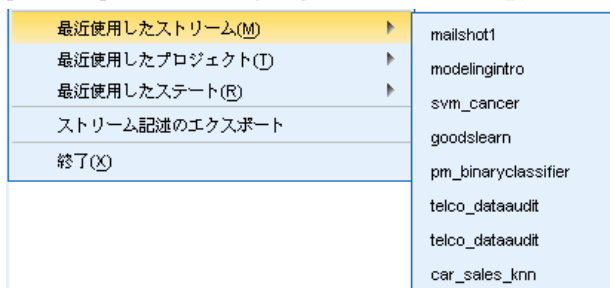 最近使用したストリーム(M)
最近使用したプロジェクト(T)
最近使用したステート(R)
ストリーム記述のエクスポート
終了(X)
mailshot1
modelingintro
svm_cancer
goodslearn
pm_binaryclassifier
telco_dataaudit
telco_dataaudit
car_sales_knn